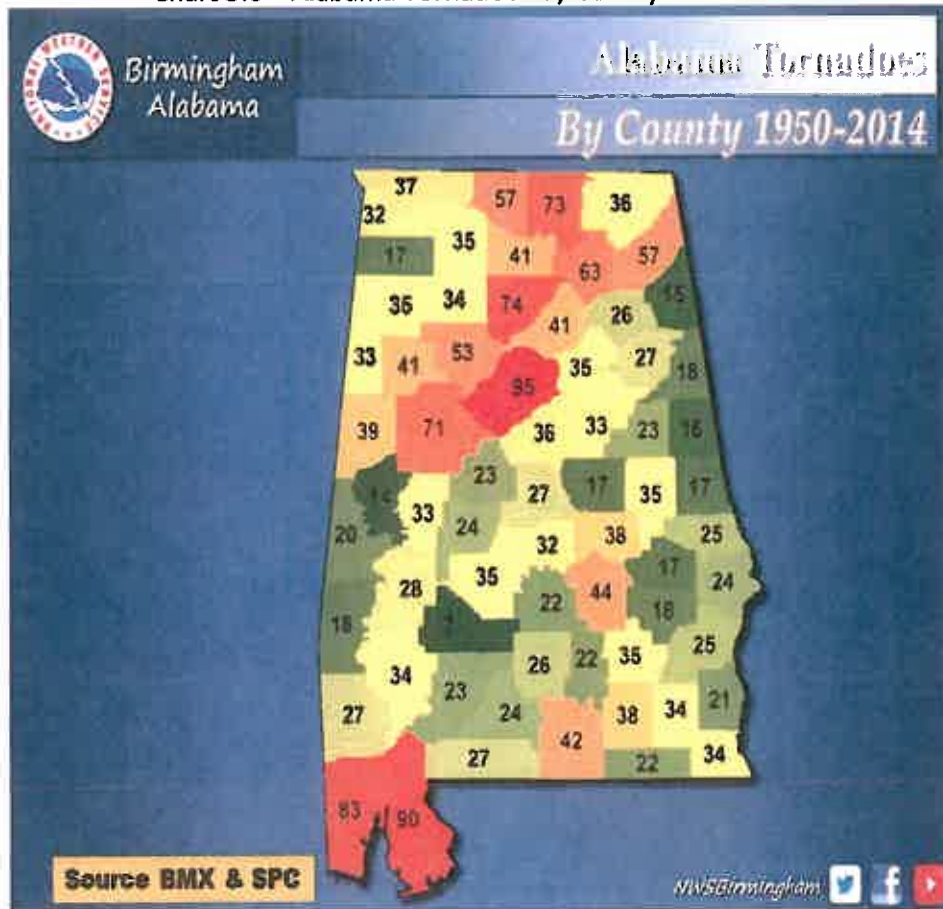 Birmingham
Alabama
Alabama Tornadoes
By County 1950-2014
NATIONAL WEATHER SERVICE
37 57 73 36
32
35 41 57
17 63
15
35 34 74 41 26
33 41 53 35 27 18
95
39 71 36 33 23 16
23 27 17 35 17
33
20 24 32 38 25
28 35 17 24
44
18 22 18
26 22 35 25
34 23
27 24 38 34 21
42
27 22 34
83 90
Source BMX & SPC
NWSBirmingham